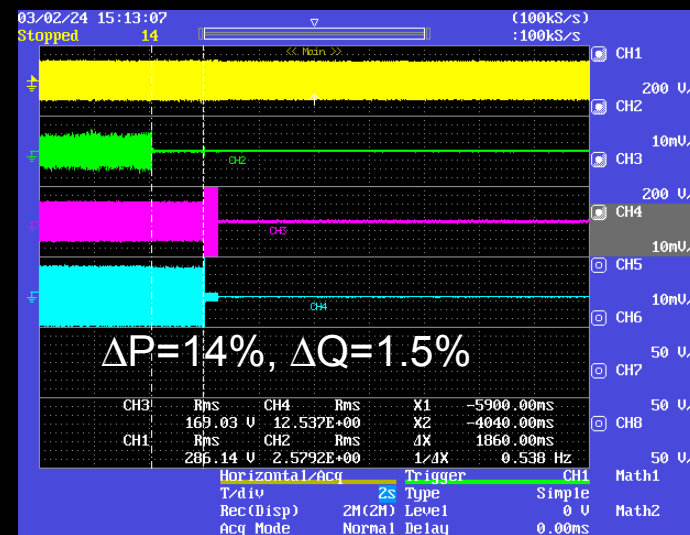 03/02/24 15:13:07 (100kS/s)
Stopped 14 :100kS/s
<< Main >>
CH1
200 V/
CH2
10mV/
CH3
200 V/
CH4
10mV/
CH5
10mV/
CH6
50 V/
CH7
50 V/
CH8
50 V/
CH2
CH3
CH4
ΔP=14%, ΔQ=1.5%
CH3 Rms CH4 Rms X1 -5900.00ms
169.03 V 12.537E+00 X2 -4040.00ms
CH1 Rms CH2 Rms ΔX 1860.00ms
286.14 V 2.5792E+00 1/ΔX 0.538 Hz
Horizontal/Acq Trigger CH1 Math1
T/div 2s Type Simple
Rec(Disp) 2M(2M) Level 0 V Math2
Acq Mode Normal Delay 0.00ms